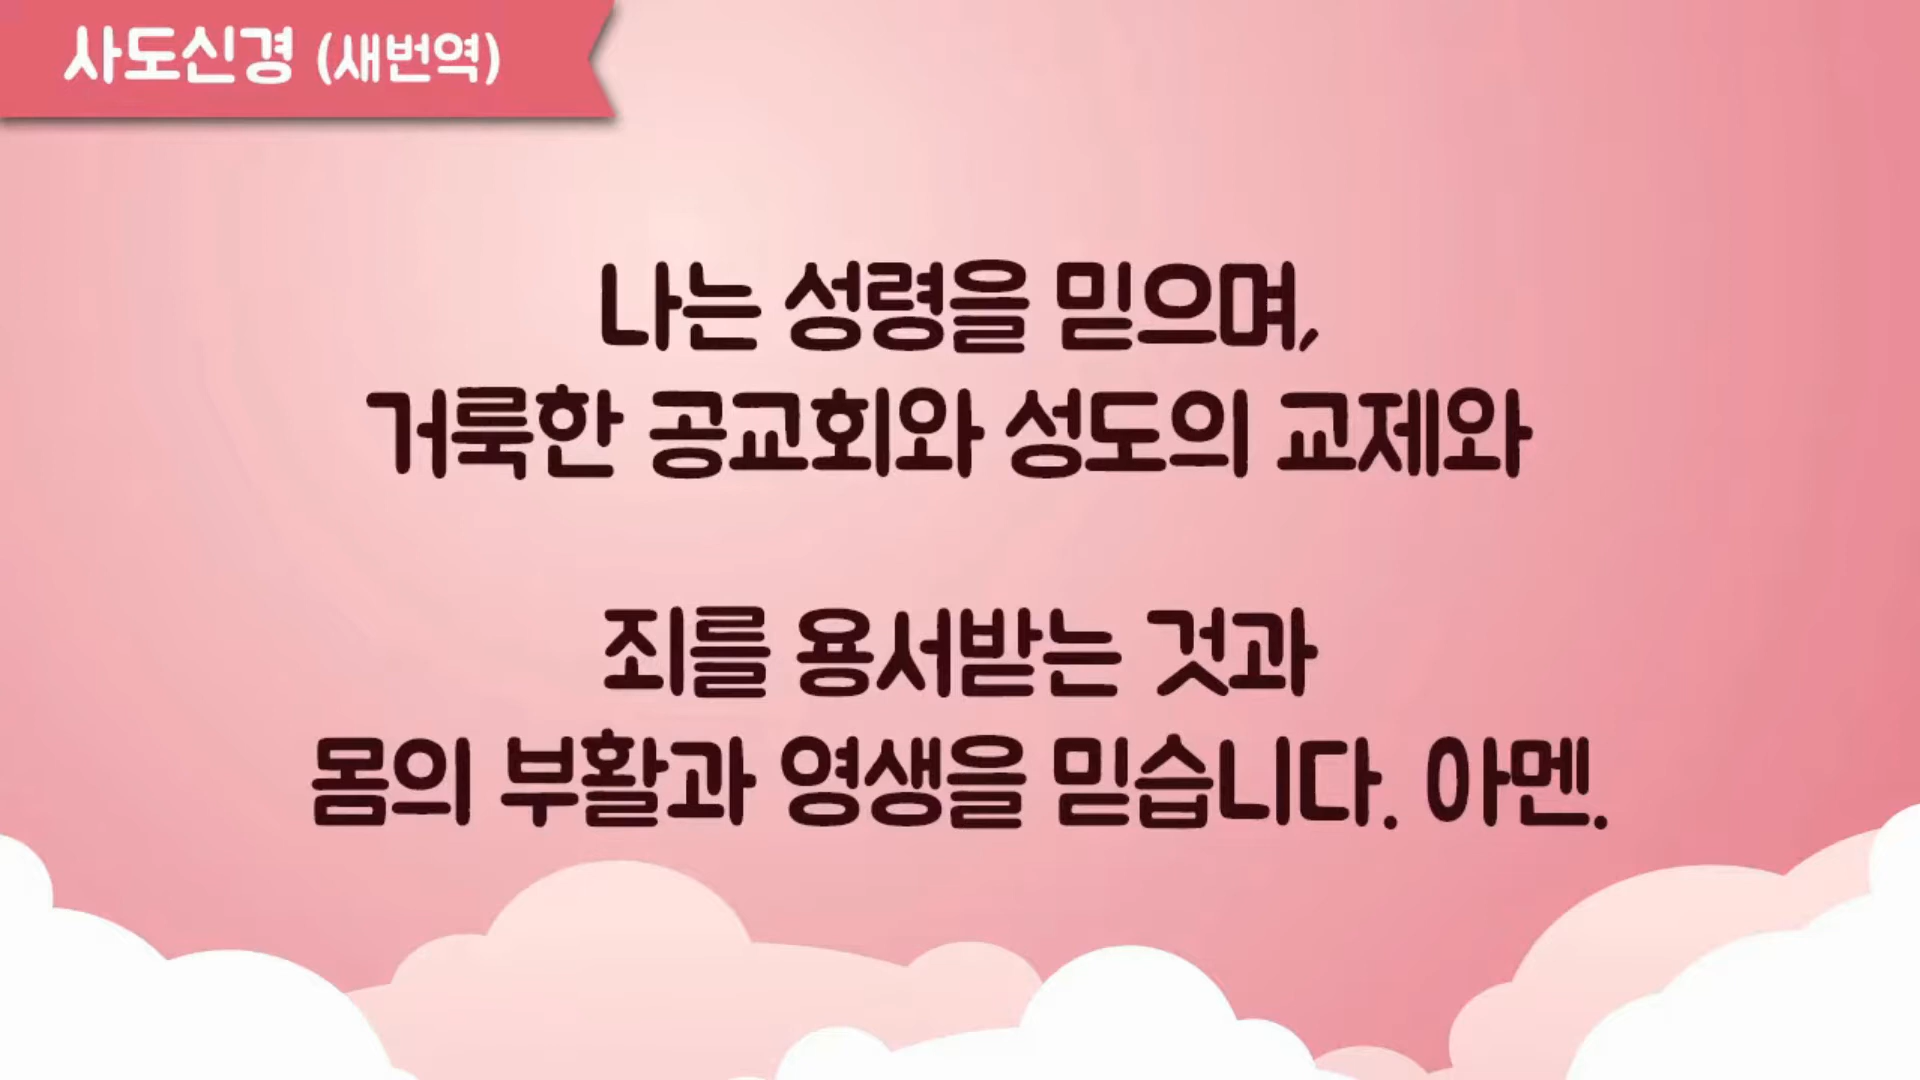 사도신경 (새번역)
나는 성령을 믿으며,
거룩한 공교회와 성도의 교제와
죄를 용서받는 것과
몸의 부활과 영생을 믿습니다. 아멘.